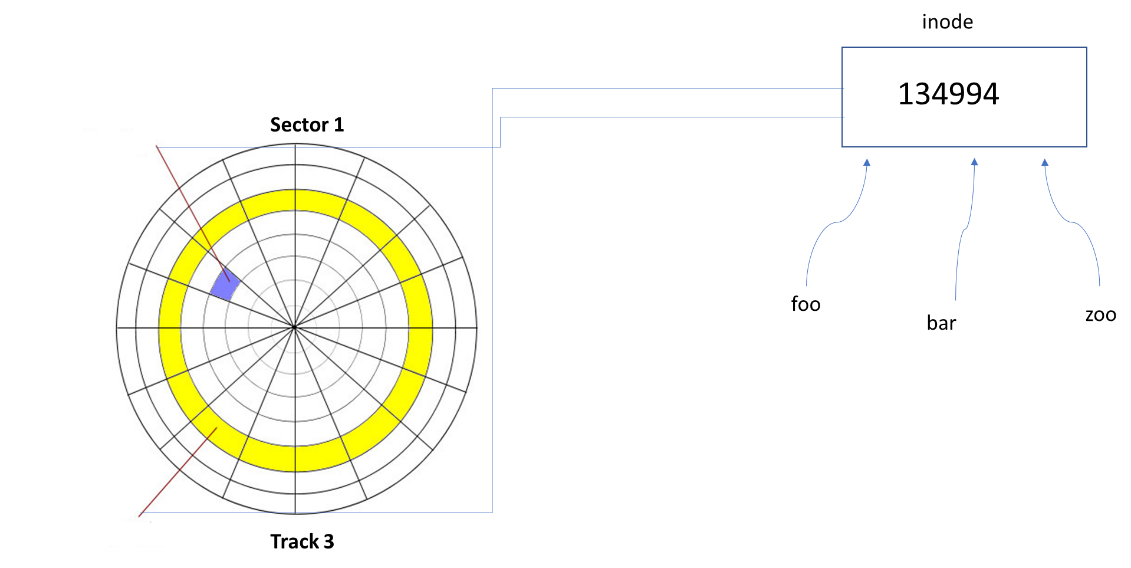 inode
134994
Sector 1
foo
bar
zoo
Track 3